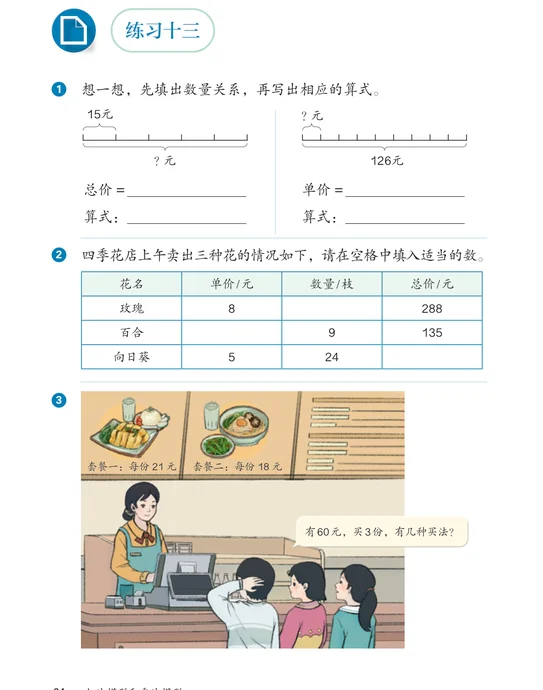 练习十三
1 想一想，先填出数量关系，再写出相应的算式。
15元
？元
？元
126元
总价＝
单价＝
算式：
算式：
2 四季花店上午卖出三种花的情况如下，请在空格中填入适当的数。
花名 单价/元 数量/枝 总价/元
玫瑰 8 288
百合 9 135
向日葵 5 24
3
套餐一：每份21元
套餐二：每份18元
有60元，买3份，有几种买法？